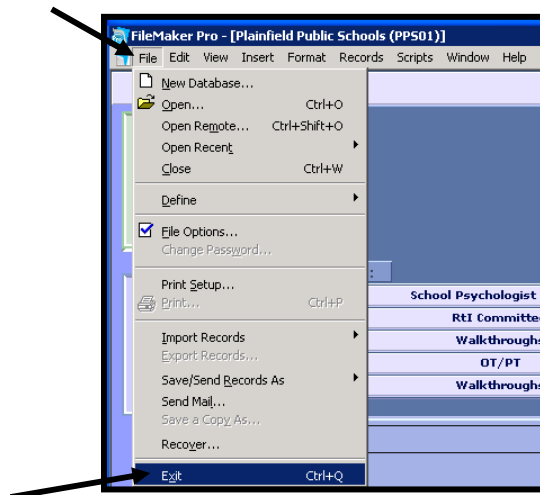 FileMaker Pro - [Plainfield Public Schools (PPS01)]
File Edit View Insert Format Records Scripts Window Help
New Database...
Open... Ctrl+O
Open Remote... Ctrl+Shift+O
Open Recent
Close Ctrl+W
Define
File Options...
Change Password...
Print Setup...
:
Print... Ctrl+P
School Psychologist
RtI Committe
Import Records
Walkthroughs
Export Records...
OT/PT
Save/Send Records As
Walkthroughs
Send Mail...
Save a Copy As...
Recover...
Exit Ctrl+Q